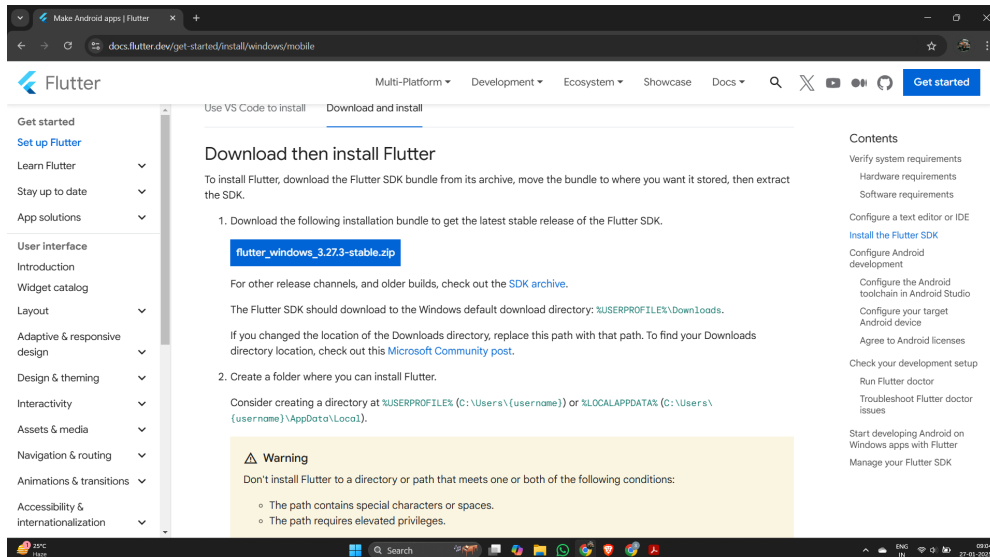 Make Android apps | Flutter
docs.flutter.dev/get-started/install/windows/mobile
Flutter
Multi-Platform
Development
Ecosystem
Showcase
Docs
Get started
Get started
Set up Flutter
Learn Flutter
Stay up to date
App solutions
User interface
Introduction
Widget catalog
Layout
Adaptive & responsive
design
Design & theming
Interactivity
Assets & media
Navigation & routing
Animations & transitions
Accessibility &
internationalization
Use VS Code to install
Download and install
Download then install Flutter
To install Flutter, download the Flutter SDK bundle from its archive, move the bundle to where you want it stored, then extract
the SDK.
1. Download the following installation bundle to get the latest stable release of the Flutter SDK.
flutter_windows_3.27.3-stable.zip
For other release channels, and older builds, check out the SDK archive.
The Flutter SDK should download to the Windows default download directory: %USERPROFILE%\Downloads.
If you changed the location of the Downloads directory, replace this path with that path. To find your Downloads
directory location, check out this Microsoft Community post.
2. Create a folder where you can install Flutter.
Consider creating a directory at %USERPROFILE% (C:\Users\{username}) or %LOCALAPPDATA% (C:\Users\
{username}\AppData\Local).
Warning
Don't install Flutter to a directory or path that meets one or both of the following conditions:
The path contains special characters or spaces.
The path requires elevated privileges.
Contents
Verify system requirements
Hardware requirements
Software requirements
Configure a text editor or IDE
Install the Flutter SDK
Configure Android
development
Configure the Android
toolchain in Android Studio
Configure your target
Android device
Agree to Android licenses
Check your development setup
Run Flutter doctor
Troubleshoot Flutter doctor
issues
Start developing Android on
Windows apps with Flutter
Manage your Flutter SDK
25°C
Haze
Search
ENG
IN
09:04
27-01-202